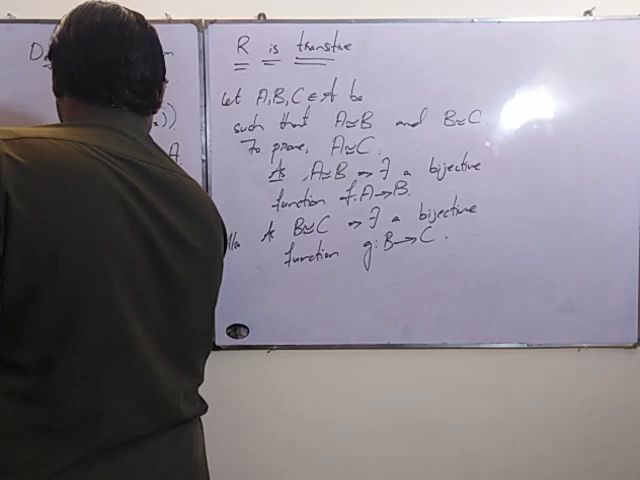 D
))
A
R is transitive
Let A,B,C ∈ 𝒜 be
such that A≅B and B≅C.
To prove, A≅C.
As, A≅B ⇒ ∃ a bijective
function f:A→B.
As B≅C ⇒ ∃ a bijective
function g:B→C.